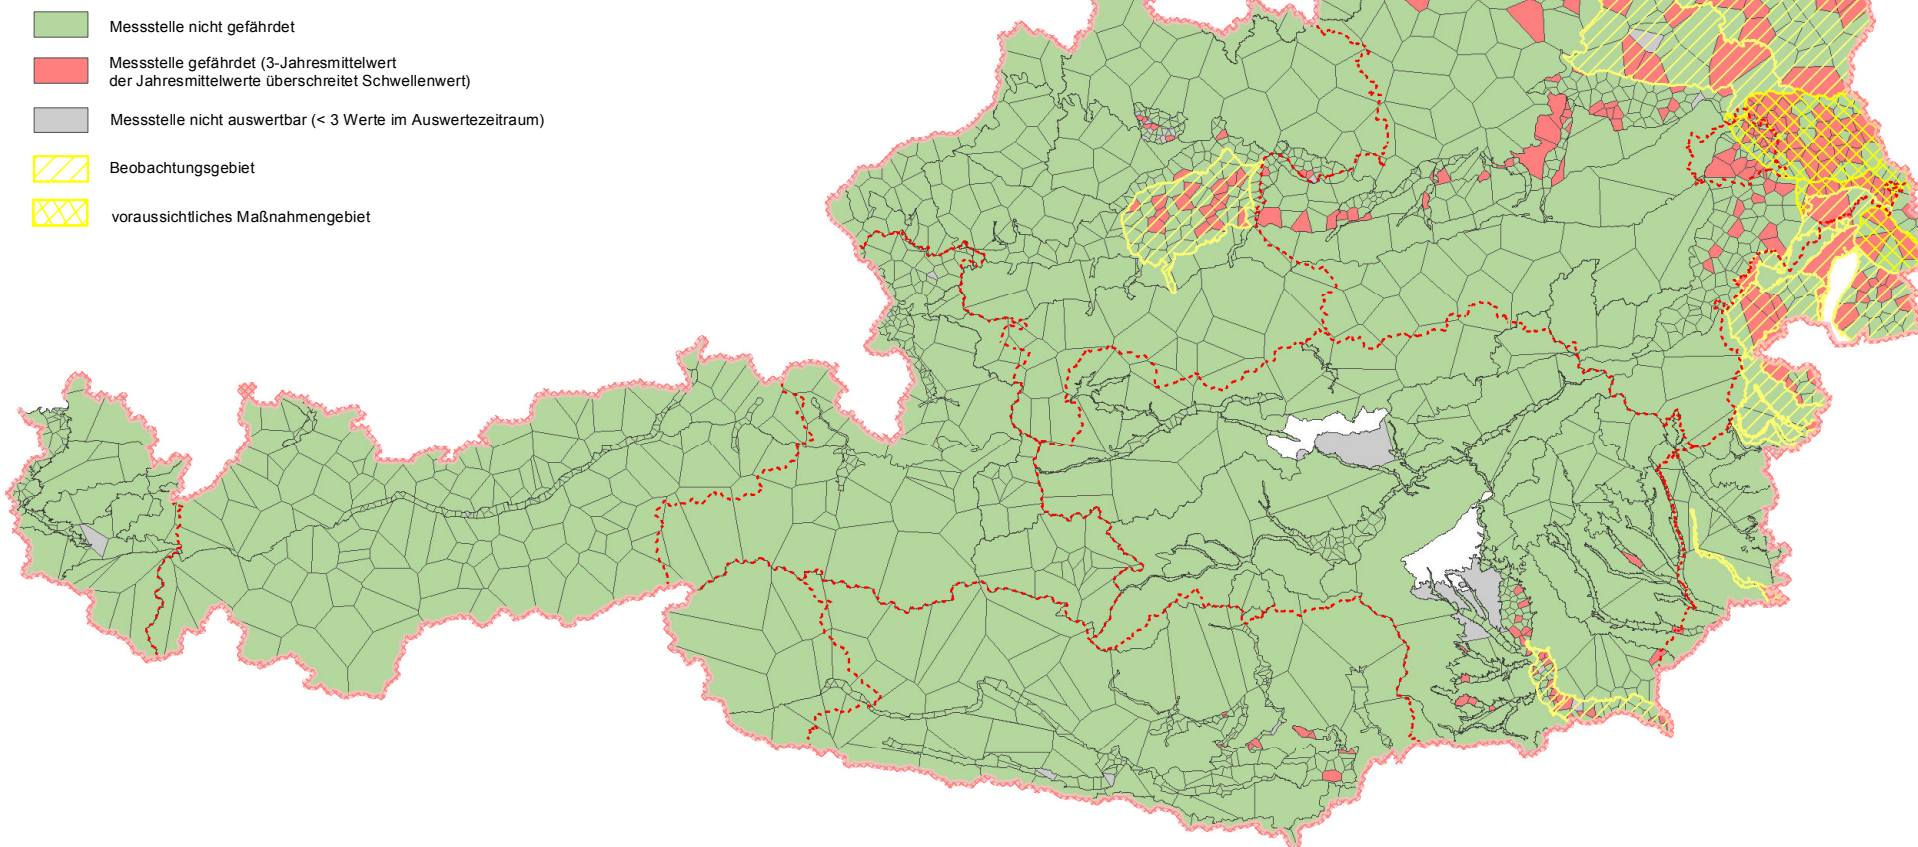 Messstelle nicht gefährdet
Messstelle gefährdet (3-Jahresmittelwert
der Jahresmittelwerte überschreitet Schwellenwert)
Messstelle nicht auswertbar (< 3 Werte im Auswertezeitraum)
Beobachtungsgebiet
voraussichtliches Maßnahmengebiet